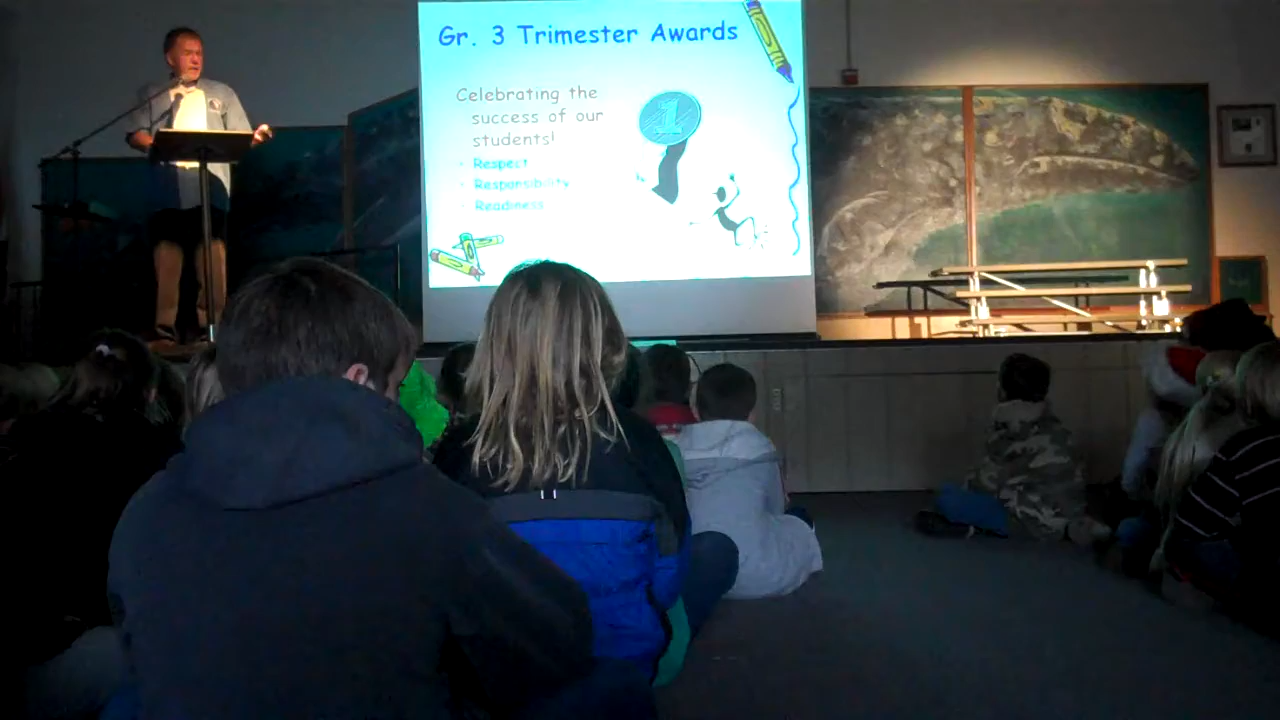 Gr. 3 Trimester Awards
Celebrating the
success of our
students!
• Respect
• Responsibility
• Readiness
1